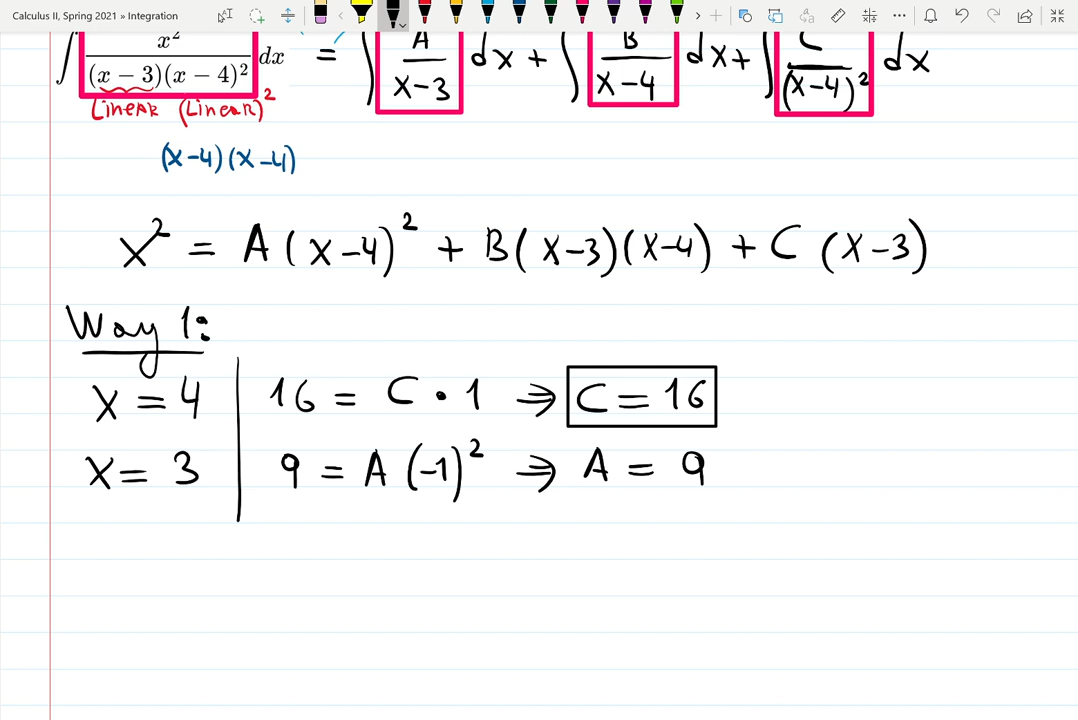 Calculus II, Spring 2021 » Integration
∫ x² / ((x − 3)(x − 4)²) dx = ∫ A / (x−3) dx + ∫ B / (x−4) dx + ∫ C / (x−4)² dx
Linear (Linear)²
(x−4)(x−4)
x² = A(x−4)² + B(x−3)(x−4) + C(x−3)
Way 1:
x = 4 | 16 = C · 1 ⇒ C = 16
x = 3 | 9 = A(−1)² ⇒ A = 9